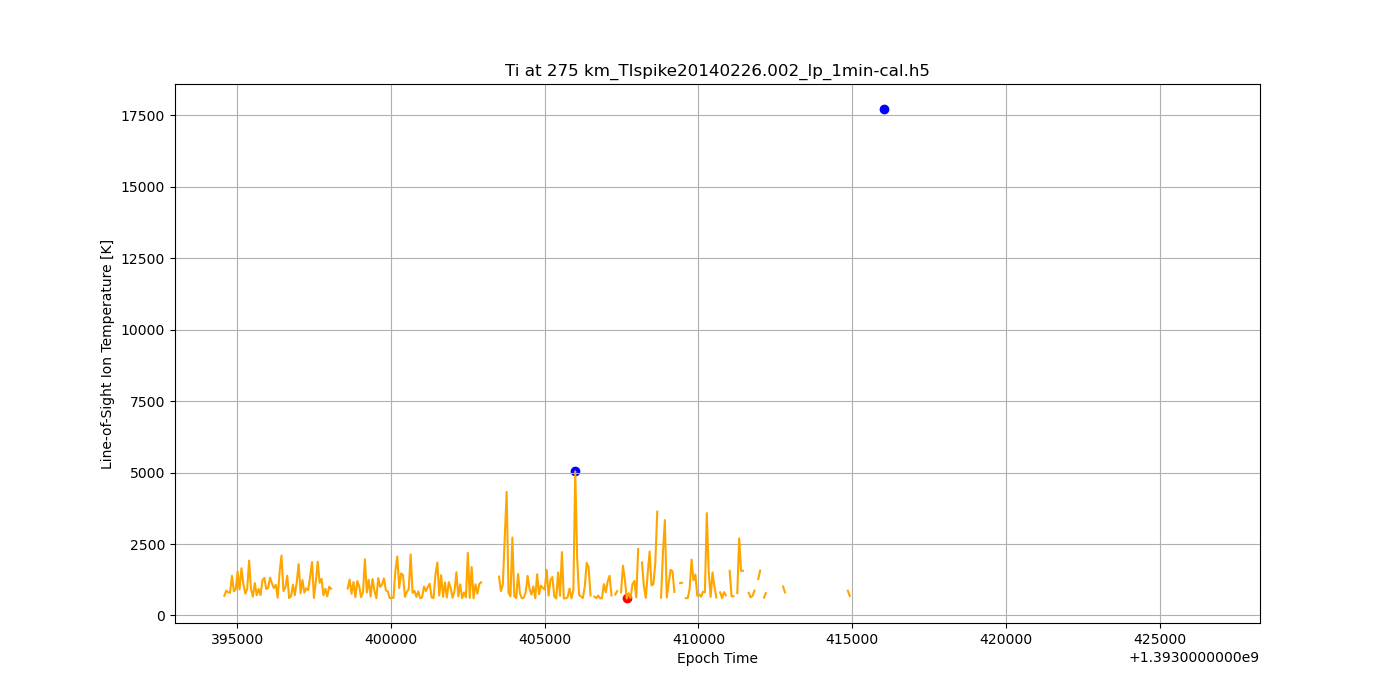 Ti at 275 km_TIspike20140226.002_lp_1min-cal.h5
Line-of-Sight Ion Temperature [K]
17500
15000
12500
10000
7500
5000
2500
0
395000 400000 405000 410000 415000 420000 425000
Epoch Time
+1.3930000000e9